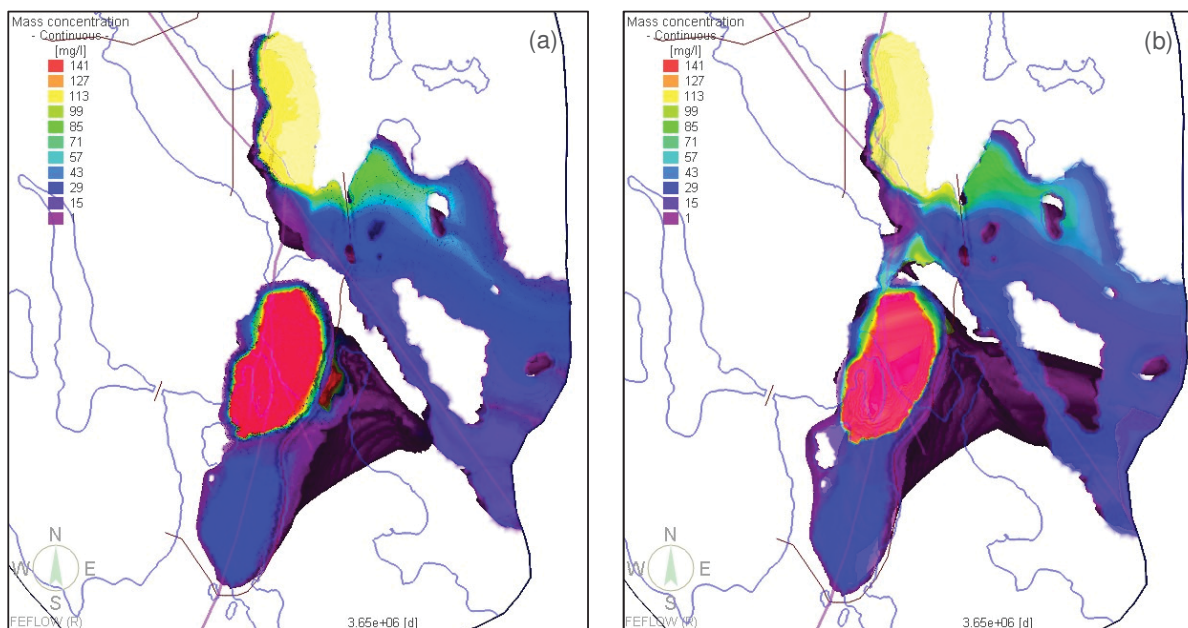 Mass concentration
- Continuous -
[mg/l]
141
127
113
99
85
71
57
43
29
15
1
(a)
N
W E
S
FEFLOW (R)
3.65e+06 [d]
Mass concentration
- Continuous -
[mg/l]
141
127
113
99
85
71
57
43
29
15
1
(b)
N
W E
S
FEFLOW (R)
3.65e+06 [d]